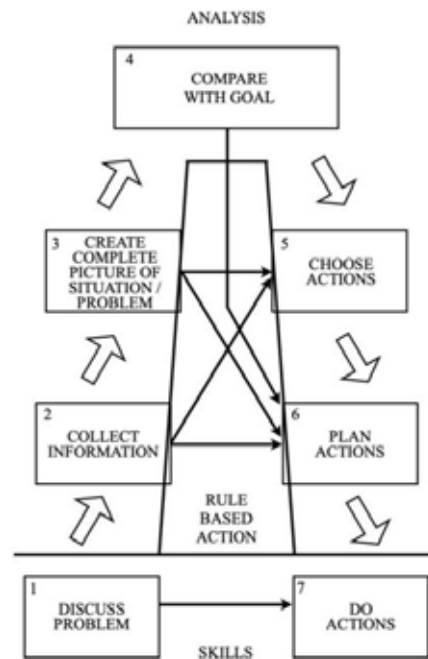 ANALYSIS
4
COMPARE
WITH GOAL
3
CREATE
COMPLETE
PICTURE OF
SITUATION /
PROBLEM
5
CHOOSE
ACTIONS
2
COLLECT
INFORMATION
6
PLAN
ACTIONS
RULE
BASED
ACTION
1
DISCUSS
PROBLEM
7
DO
ACTIONS
SKILLS